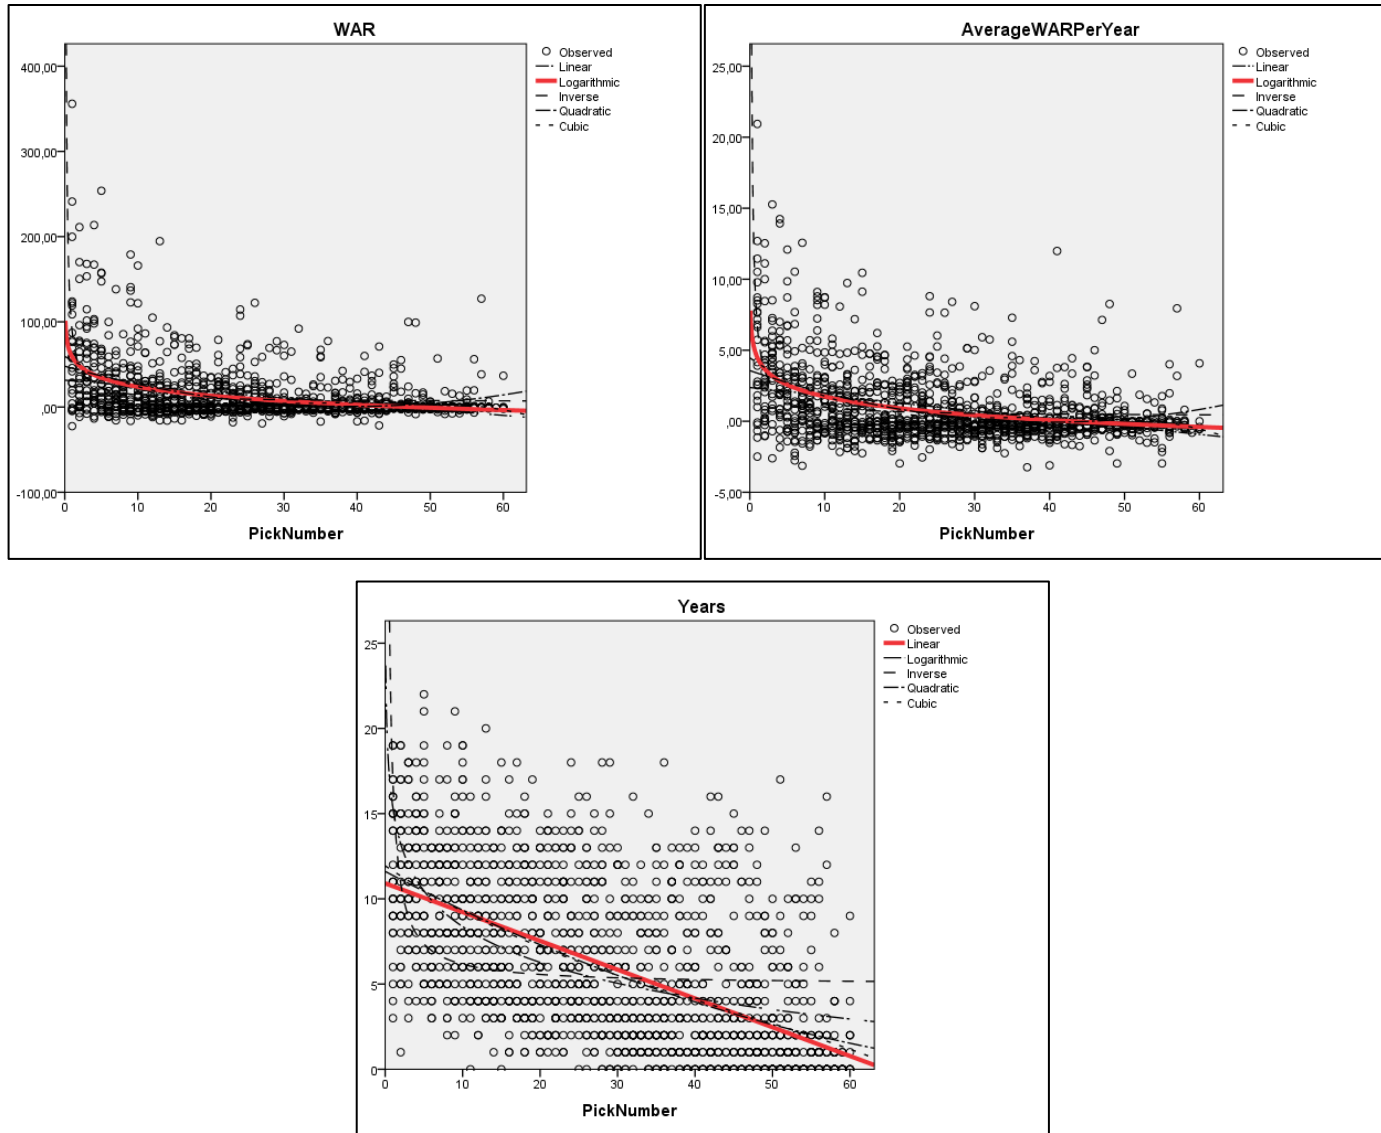 WAR
400,00
300,00
200,00
100,00
,00
-100,00
0 10 20 30 40 50 60
PickNumber
Observed
Linear
Logarithmic
Inverse
Quadratic
Cubic
AverageWARPerYear
25,00
20,00
15,00
10,00
5,00
,00
-5,00
0 10 20 30 40 50 60
PickNumber
Observed
Linear
Logarithmic
Inverse
Quadratic
Cubic
Years
25
20
15
10
5
0
0 10 20 30 40 50 60
PickNumber
Observed
Linear
Logarithmic
Inverse
Quadratic
Cubic